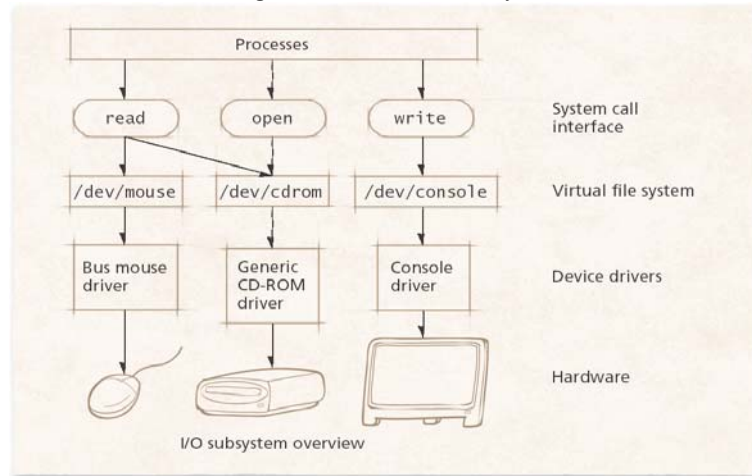 Processes
read open write System call
interface
/dev/mouse /dev/cdrom /dev/console Virtual file system
Bus mouse
driver
Generic
CD-ROM
driver
Console
driver
Device drivers
Hardware
I/O subsystem overview